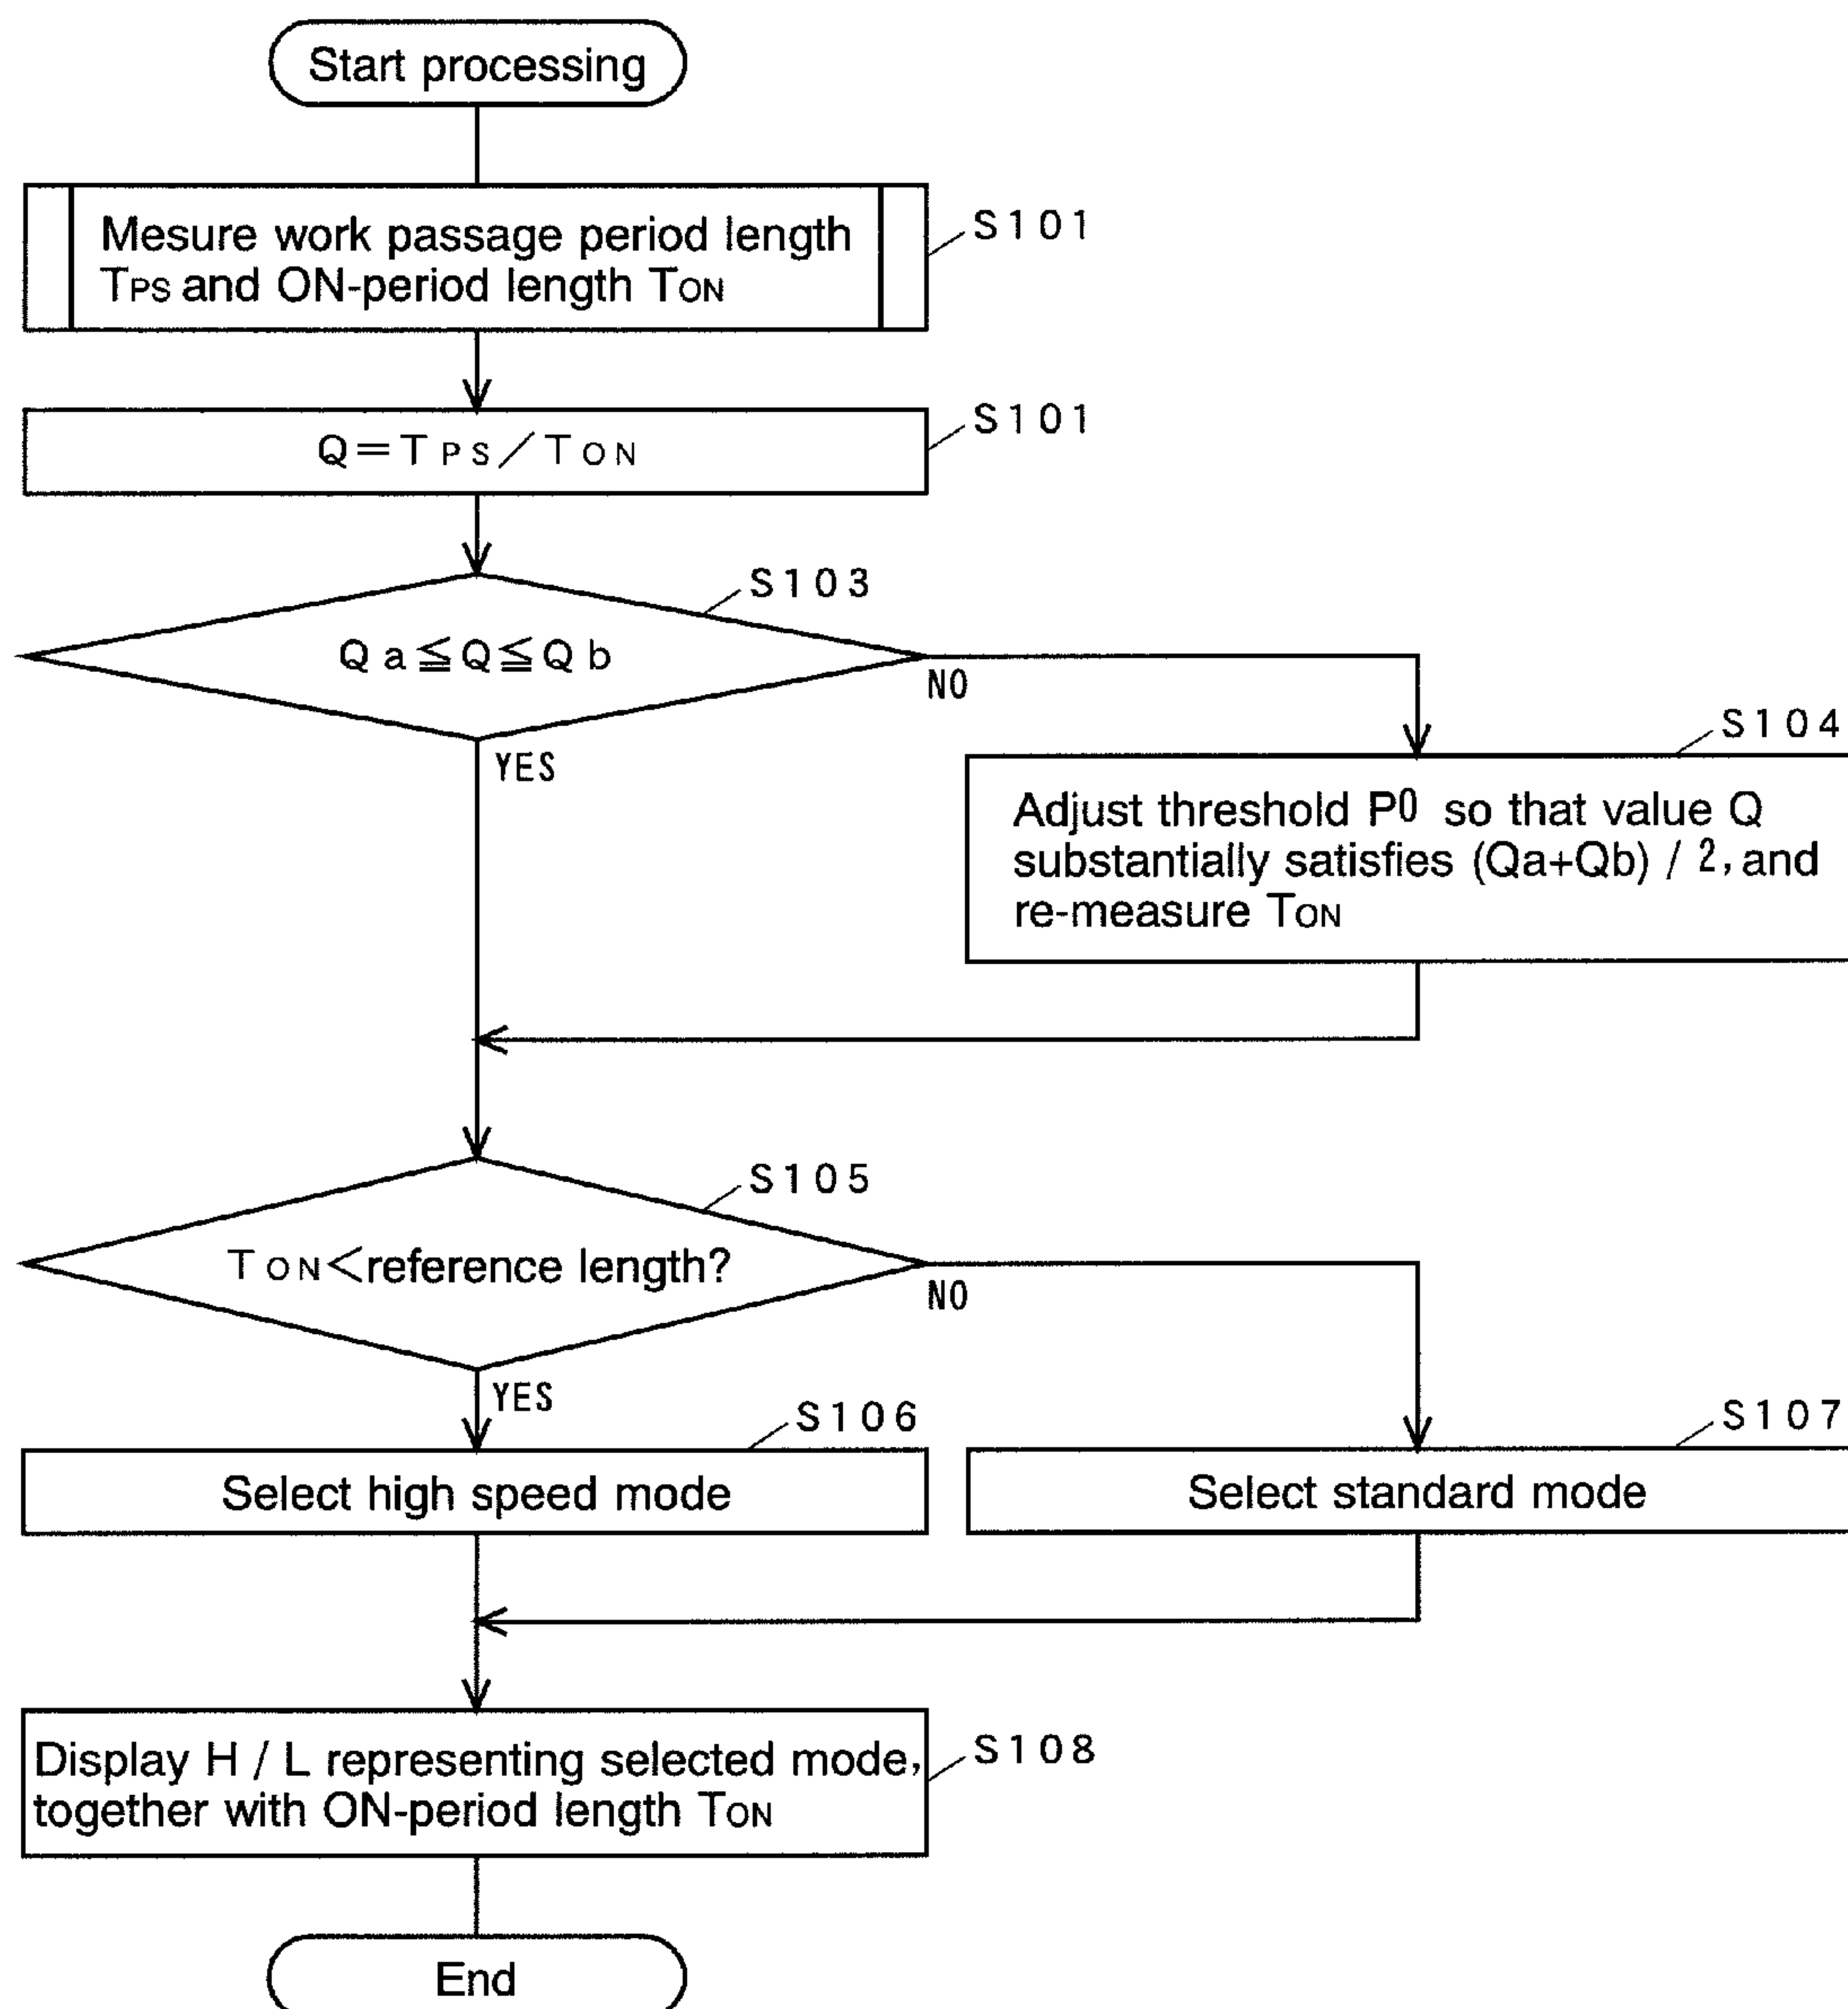 Start processing
Mesure work passage period length
TPS and ON-period length TON
S101
Q=TPS/TON
S101
S103
Qa≦Q≦Qb
NO
YES
S104
Adjust threshold P0 so that value Q
substantially satisfies (Qa+Qb) / 2, and
re-measure TON
S105
TON<reference length?
NO
YES
S106
Select high speed mode
S107
Select standard mode
Display H / L representing selected mode,
together with ON-period length TON
S108
End